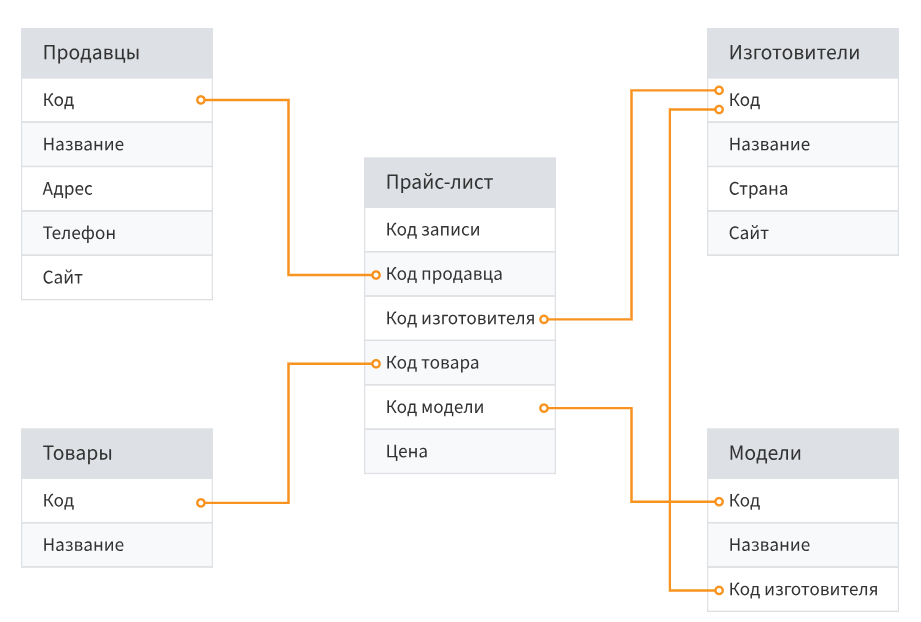 Продавцы
Код
Название
Адрес
Телефон
Сайт
Товары
Код
Название
Прайс-лист
Код записи
Код продавца
Код изготовителя
Код товара
Код модели
Цена
Изготовители
Код
Название
Страна
Сайт
Модели
Код
Название
Код изготовителя